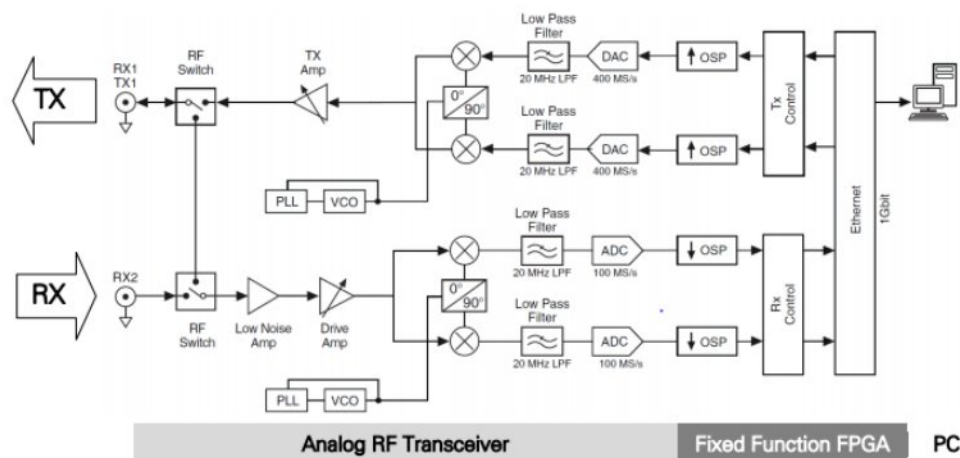 Low Pass
Filter
20 MHz LPF
DAC
400 MS/s
↑ OSP
TX
RX1
TX1
RF
Switch
TX
Amp
0°
90°
Low Pass
Filter
20 MHz LPF
DAC
400 MS/s
↑ OSP
Tx
Control
PLL
VCO
Ethernet
1Gbit
RX
RX2
RF
Switch
Low Noise
Amp
Drive
Amp
Low Pass
Filter
20 MHz LPF
ADC
100 MS/s
↓ OSP
0°
90°
Low Pass
Filter
20 MHz LPF
ADC
100 MS/s
↓ OSP
Rx
Control
PLL
VCO
Analog RF Transceiver
Fixed Function FPGA
PC